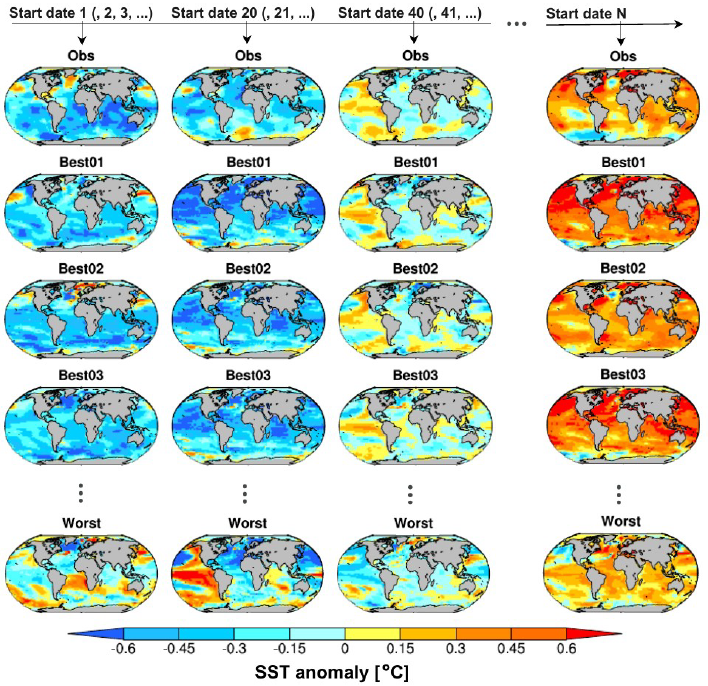 Start date 1 (, 2, 3, ...) Start date 20 (, 21, ...) Start date 40 (, 41, ...) ... Start date N
Obs Obs Obs Obs
Best01 Best01 Best01 Best01
Best02 Best02 Best02 Best02
Best03 Best03 Best03 Best03
Worst Worst Worst Worst
-0.6 -0.45 -0.3 -0.15 0 0.15 0.3 0.45 0.6
SST anomaly [°C]